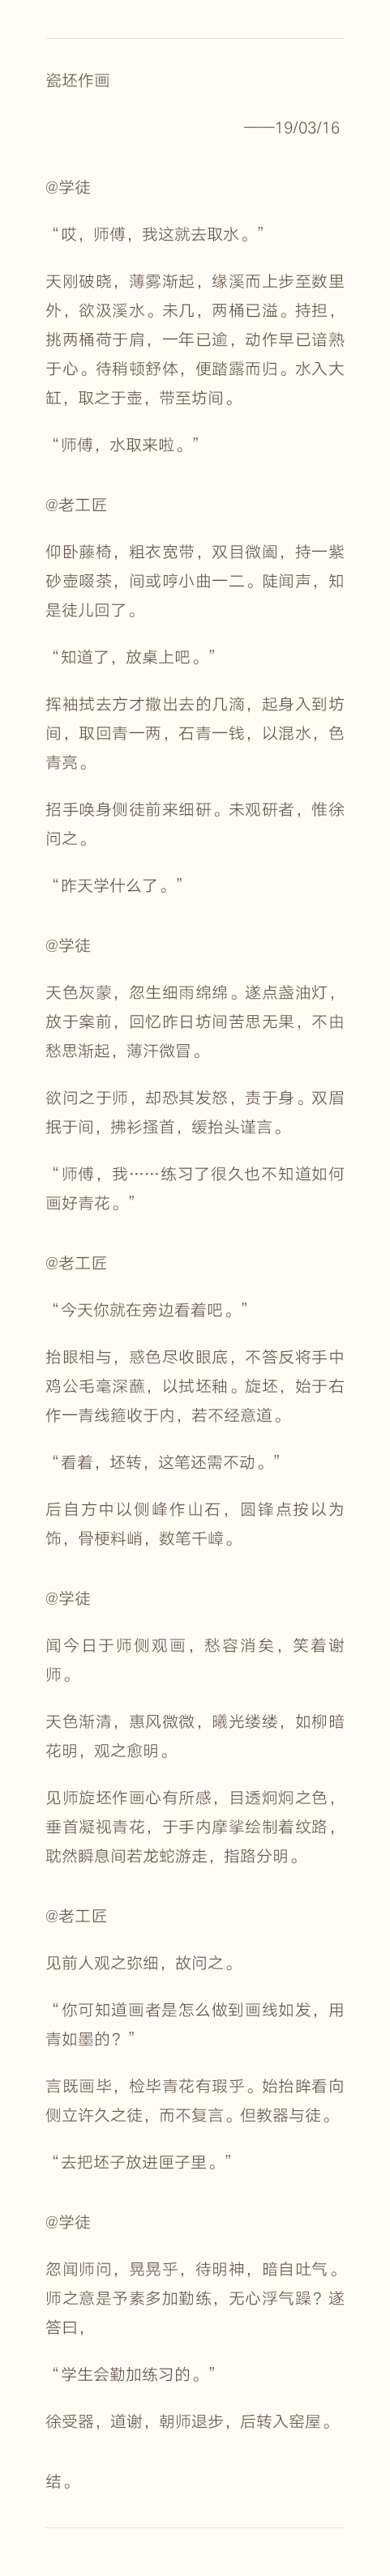 瓷坯作画
——19/03/16
@学徒
“哎，师傅，我这就去取水。”
天刚破晓，薄雾渐起，缘溪而上步至数里
外，欲汲溪水。未几，两桶已溢。持担，
挑两桶荷于肩，一年已逾，动作早已谙熟
于心。待稍顿舒体，便踏露而归。水入大
缸，取之于壶，带至坊间。
“师傅，水取来啦。”
@老工匠
仰卧藤椅，粗衣宽带，双目微阖，持一紫
砂壶啜茶，间或哼小曲一二。陡闻声，知
是徒儿回了。
“知道了，放桌上吧。”
挥袖拭去方才撒出去的几滴，起身入到坊
间，取回青一两，石青一钱，以混水，色
青亮。
招手唤身侧徒前来细研。未观研者，惟徐
问之。
“昨天学什么了。”
@学徒
天色灰蒙，忽生细雨绵绵。遂点盏油灯，
放于案前，回忆昨日坊间苦思无果，不由
愁思渐起，薄汗微冒。
欲问之于师，却恐其发怒，责于身。双眉
抿于间，拂衫搔首，缓抬头谨言。
“师傅，我……练习了很久也不知道如何
画好青花。”
@老工匠
“今天你就在旁边看着吧。”
抬眼相与，惑色尽收眼底，不答反将手中
鸡公毛毫深蘸，以拭坯釉。旋坯，始于右
作一青线箍收于内，若不经意道。
“看着，坯转，这笔还需不动。”
后自方中以侧峰作山石，圆锋点按以为
饰，骨梗料峭，数笔千嶂。
@学徒
闻今日于师侧观画，愁容消矣，笑着谢
师。
天色渐清，惠风微微，曦光缕缕，如柳暗
花明，观之愈明。
见师旋坯作画心有所感，目透炯炯之色，
垂首凝视青花，于手内摩挲绘制着纹路，
耽然瞬息间若龙蛇游走，指路分明。
@老工匠
见前人观之弥细，故问之。
“你可知道画者是怎么做到画线如发，用
青如墨的？”
言既画毕，检毕青花有瑕乎。始抬眸看向
侧立许久之徒，而不复言。但教器与徒。
“去把坯子放进匣子里。”
@学徒
忽闻师问，晃晃乎，待明神，暗自吐气。
师之意是予素多加勤练，无心浮气躁？遂
答曰，
“学生会勤加练习的。”
徐受器，道谢，朝师退步，后转入窑屋。
结。